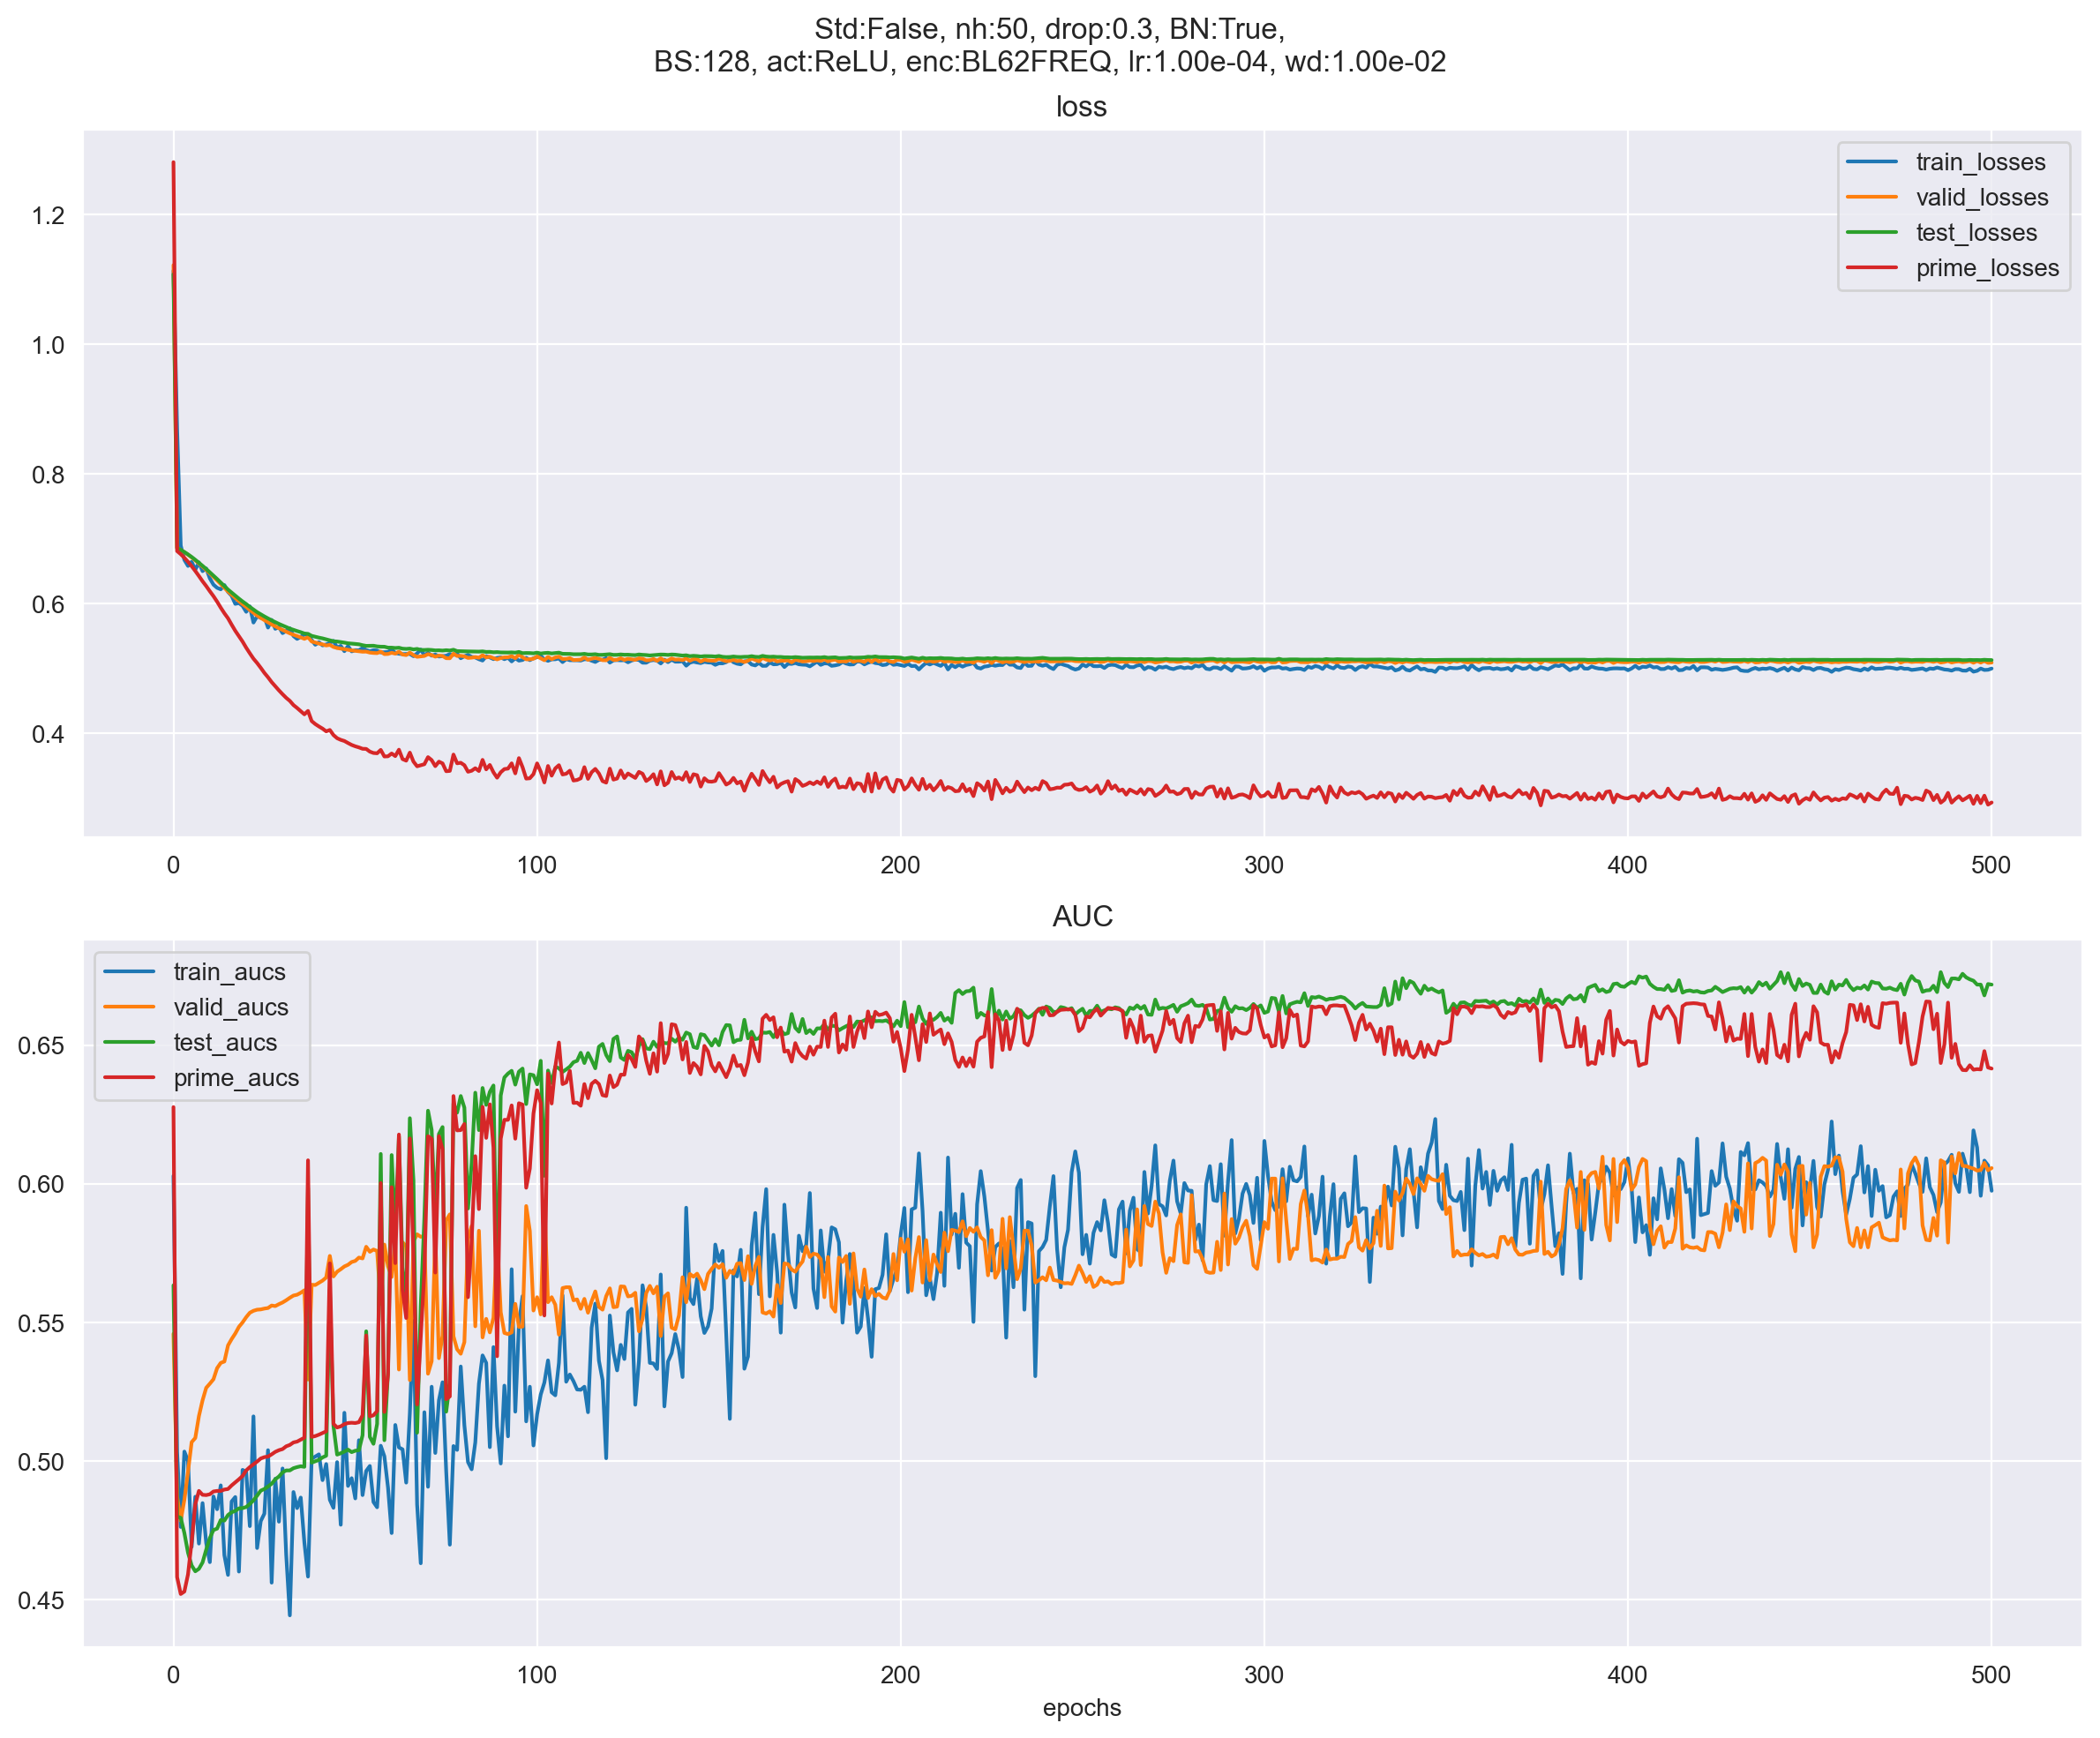 Std:False, nh:50, drop:0.3, BN:True,
BS:128, act:ReLU, enc:BL62FREQ, lr:1.00e-04, wd:1.00e-02
loss
train_losses
valid_losses
test_losses
prime_losses
1.2
1.0
0.8
0.6
0.4
0 100 200 300 400 500
AUC
train_aucs
valid_aucs
test_aucs
prime_aucs
0.65
0.60
0.55
0.50
0.45
0 100 200 300 400 500
epochs